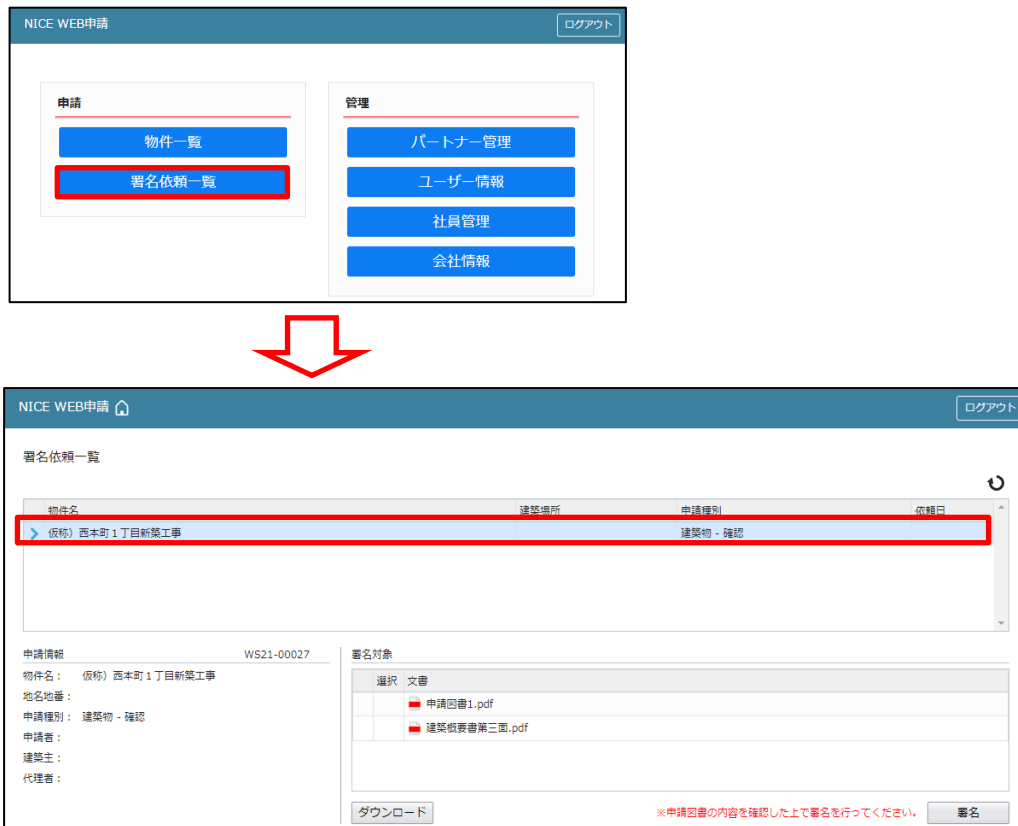 NICE WEB申請 ログアウト
申請 管理
物件一覧 パートナー管理
署名依頼一覧 ユーザー情報
社員管理
会社情報
NICE WEB申請 ログアウト
署名依頼一覧
物件名 建築場所 申請種別 依頼日
仮称）西本町１丁目新築工事 建築物 - 確認
申請情報 WS21-00027 署名対象
物件名： 仮称）西本町１丁目新築工事
選択 文書
地名地番：
申請図書1.pdf
申請種別： 建築物 - 確認
建築概要書第三面.pdf
申請者：
建築主：
代理者：
ダウンロード ※申請図書の内容を確認した上で署名を行ってください。 署名